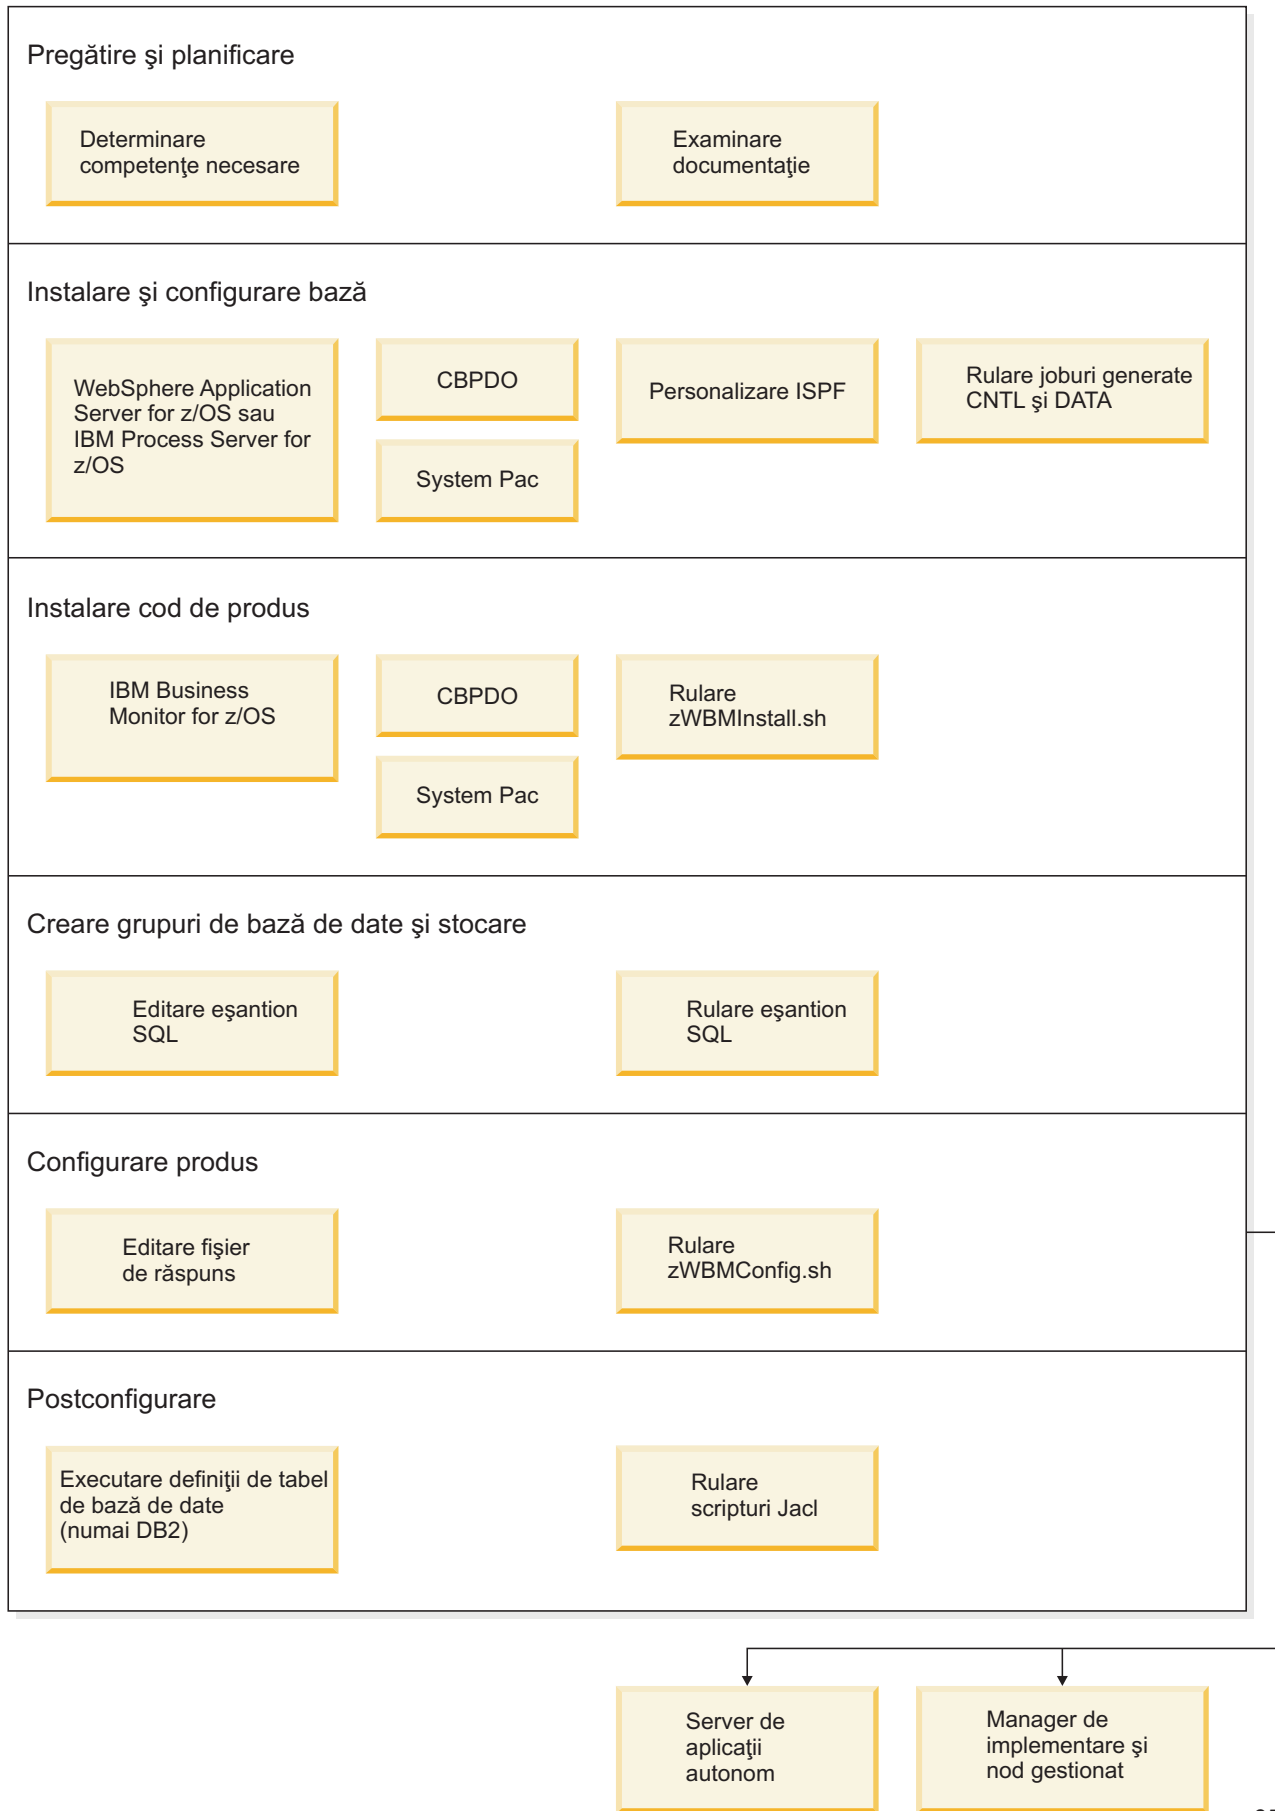 Pregătire şi planificare
Determinare
competenţe necesare
Examinare
documentaţie
Instalare şi configurare bază
WebSphere Application
Server for z/OS sau
IBM Process Server for
z/OS
CBPDO
System Pac
Personalizare ISPF
Rulare joburi generate
CNTL şi DATA
Instalare cod de produs
IBM Business
Monitor for z/OS
CBPDO
System Pac
Rulare
zWBMInstall.sh
Creare grupuri de bază de date şi stocare
Editare eşantion
SQL
Rulare eşantion
SQL
Configurare produs
Editare fişier
de răspuns
Rulare
zWBMConfig.sh
Postconfigurare
Executare definiţii de tabel
de bază de date
(numai DB2)
Rulare
scripturi Jacl
Server de
aplicaţii
autonom
Manager de
implementare şi
nod gestionat